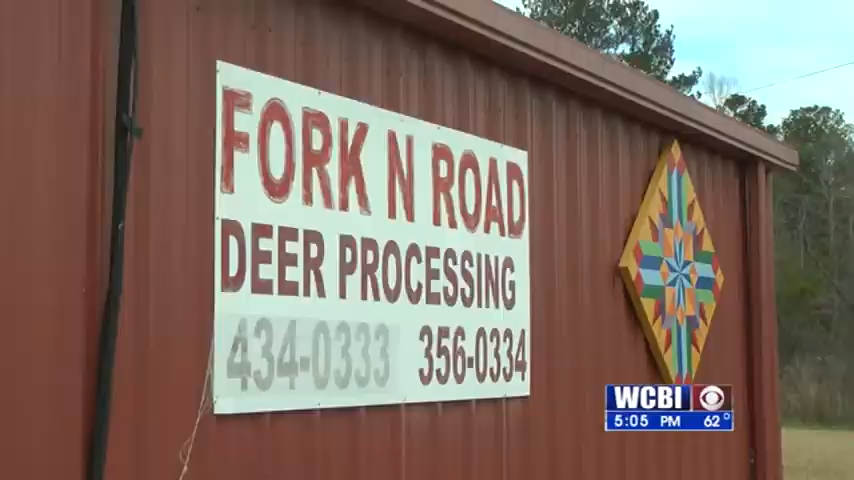 FORK N ROAD
DEER PROCESSING
434-0333 356-0334
WCBI
5:05 PM 62°